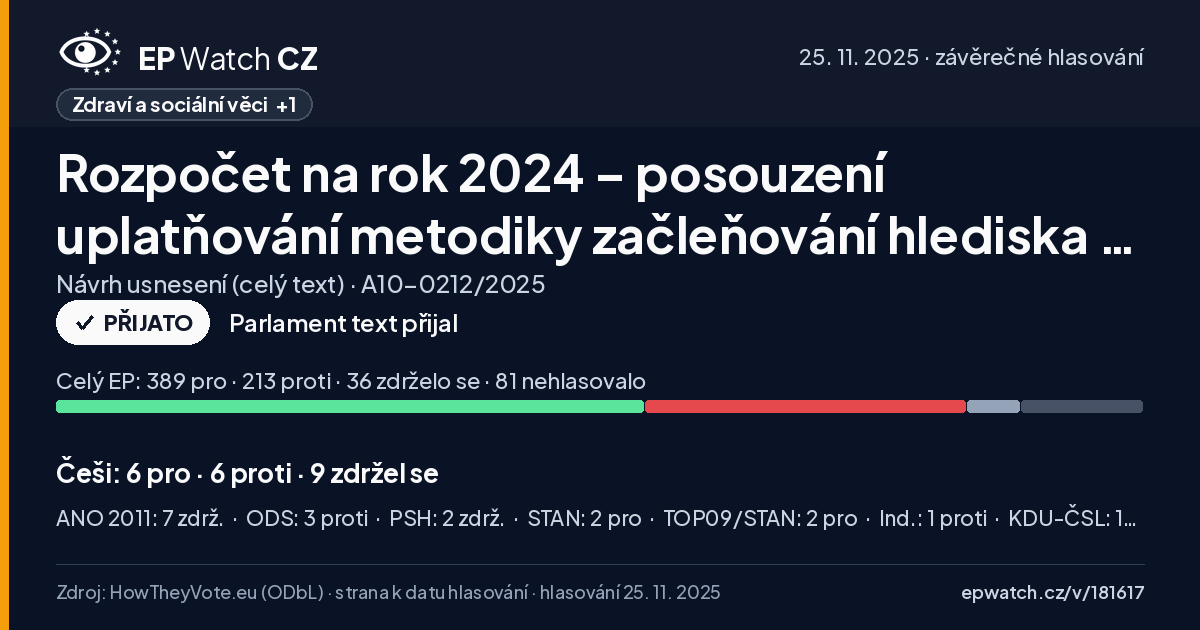 EP Watch CZ
25. 11. 2025 · závěrečné hlasování
Zdraví a sociální věci +1
Rozpočet na rok 2024 – posouzení
uplatňování metodiky začleňování hlediska ...
Návrh usnesení (celý text) · A10-0212/2025
✓ PŘIJATO Parlament text přijal
Celý EP: 389 pro · 213 proti · 36 zdrželo se · 81 nehlasovalo
Češi: 6 pro · 6 proti · 9 zdržel se
ANO 2011: 7 zdrž. · ODS: 3 proti · PSH: 2 zdrž. · STAN: 2 pro · TOP09/STAN: 2 pro · Ind.: 1 proti · KDU-ČSL: 1...
Zdroj: HowTheyVote.eu (ODbL) · strana k datu hlasování · hlasování 25. 11. 2025
epwatch.cz/v/181617